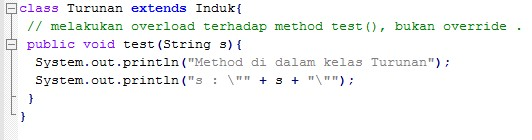 class Turunan extends Induk{
// melakukan overload terhadap method test(), bukan override .
public void test(String s){
System.out.println("Method di dalam kelas Turunan");
System.out.println("s : \"" + s + "\"");
}
}